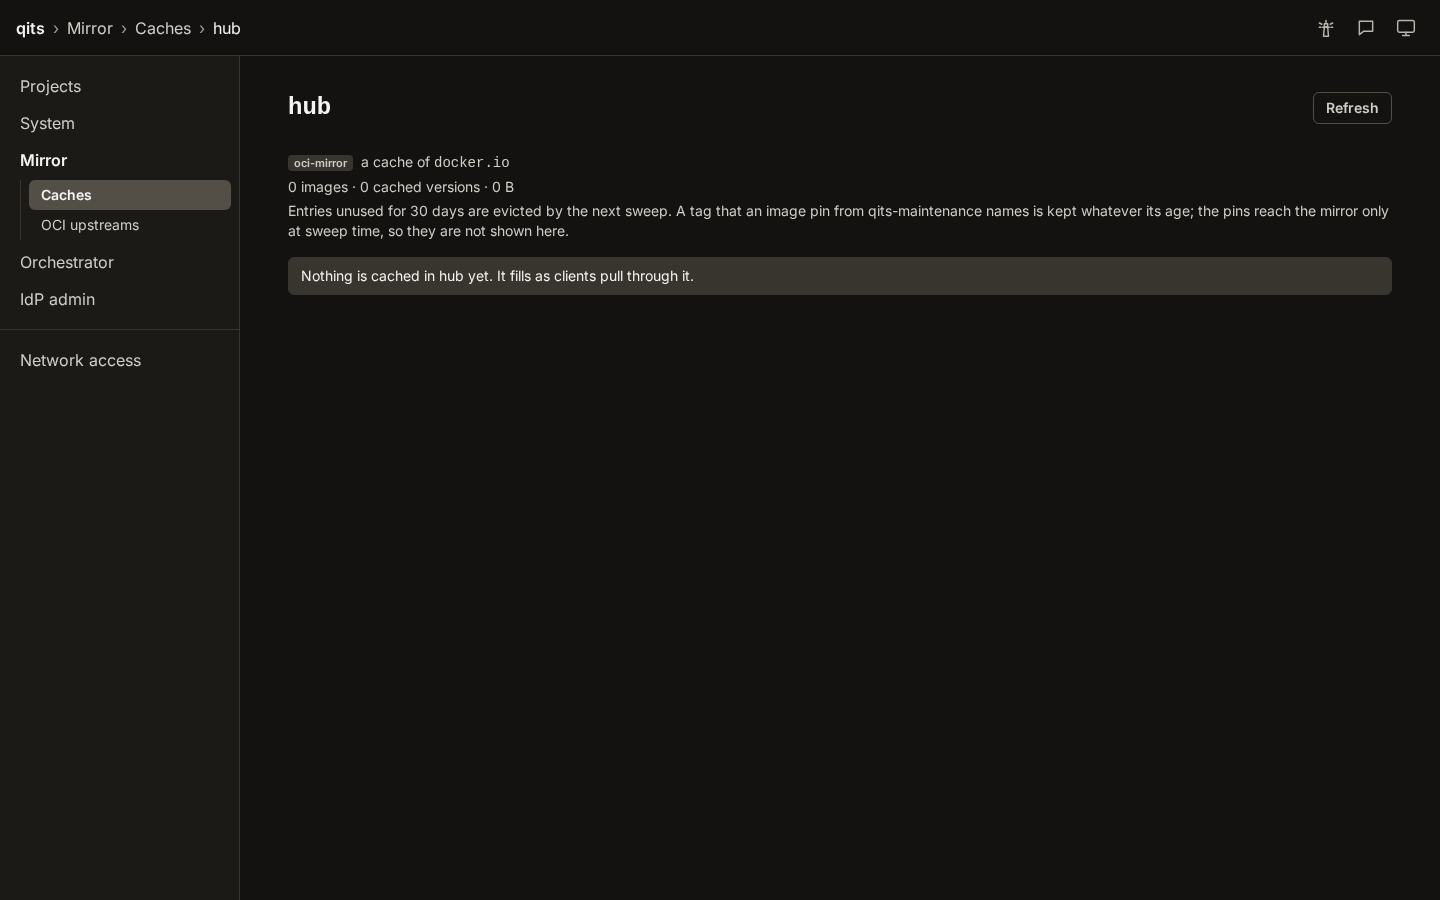 qits › Mirror › Caches › hub
Projects
System
Mirror
Caches
OCI upstreams
Orchestrator
IdP admin
Network access
hub
Refresh
oci-mirror a cache of docker.io
0 images · 0 cached versions · 0 B
Entries unused for 30 days are evicted by the next sweep. A tag that an image pin from qits-maintenance names is kept whatever its age; the pins reach the mirror only
at sweep time, so they are not shown here.
Nothing is cached in hub yet. It fills as clients pull through it.